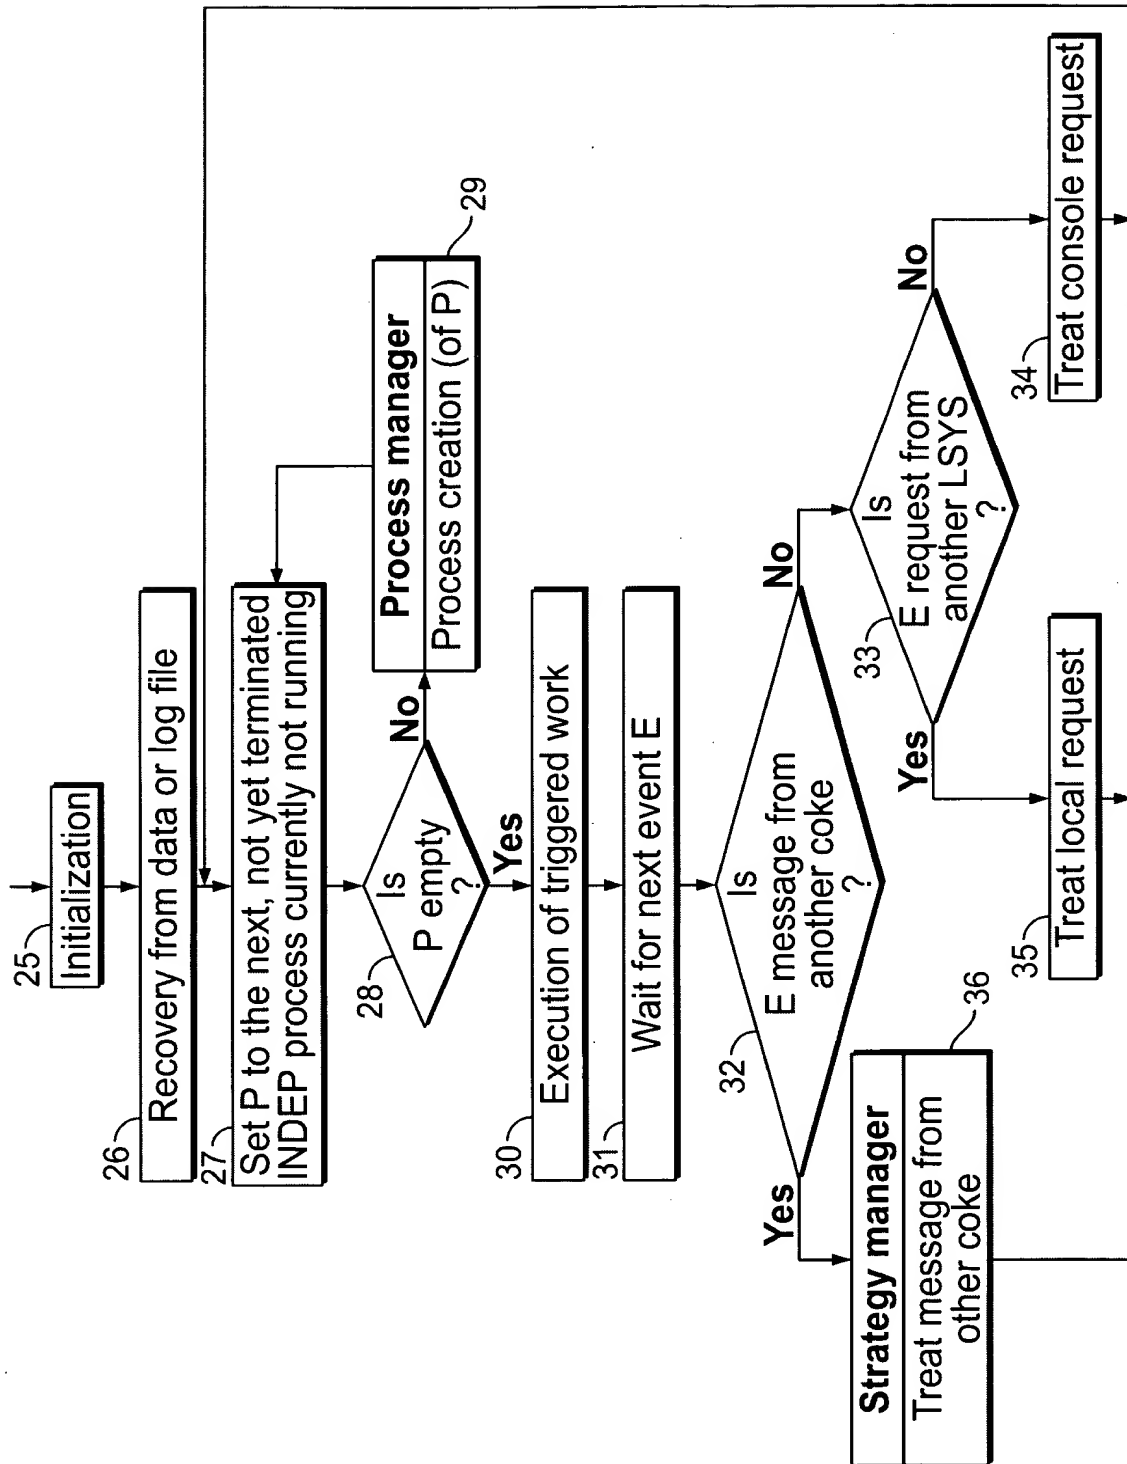 25
Initialization
26
Recovery from data or log file
27
Set P to the next, not yet terminated
INDEP process currently not running
28
Is
P empty
?
No
Yes
Process manager
Process creation (of P)
29
30
Execution of triggered work
31
Wait for next event E
32
Is
E message from
another coke
?
Yes
No
Strategy manager
Treat message from
other coke
36
33
Is
E request from
another LSYS
?
Yes
No
35
Treat local request
34
Treat console request